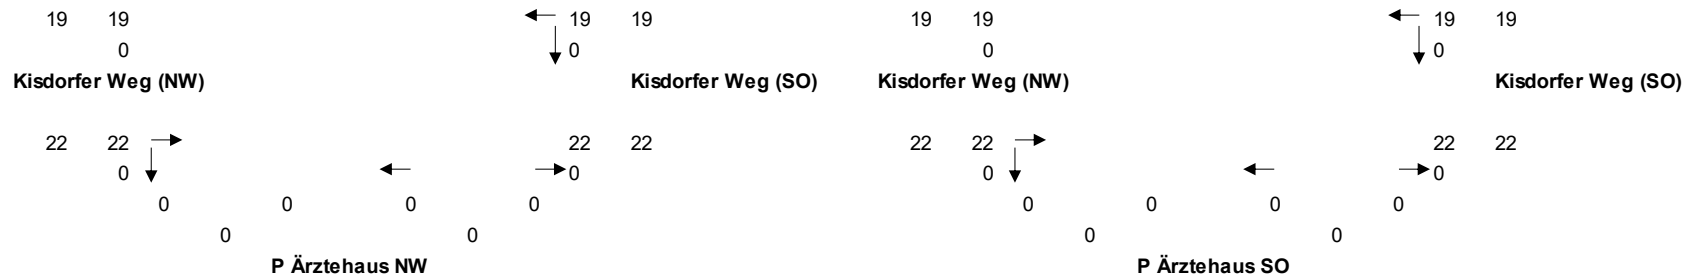 19 19 19 19 19 19 19 19
0 0 0 0
Kisdorfer Weg (NW) Kisdorfer Weg (SO) Kisdorfer Weg (NW) Kisdorfer Weg (SO)
22 22 22 22 22 22 22 22
0 0 0 0
0 0 0 0 0 0 0 0
0 0 0 0
P Ärztehaus NW P Ärztehaus SO